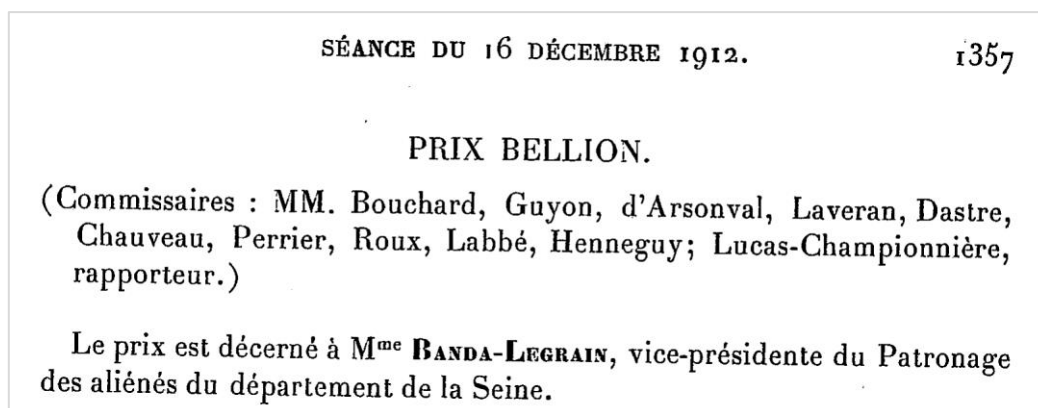 SÉANCE DU 16 DÉCEMBRE 1912. 1357
PRIX BELLION.
(Commissaires : MM. Bouchard, Guyon, d'Arsonval, Laveran, Dastre,
Chauveau, Perrier, Roux, Labbé, Henneguy; Lucas-Championnière,
rapporteur.)
Le prix est décerné à Mme BANDA-LEGRAIN, vice-présidente du Patronage
des aliénés du département de la Seine.